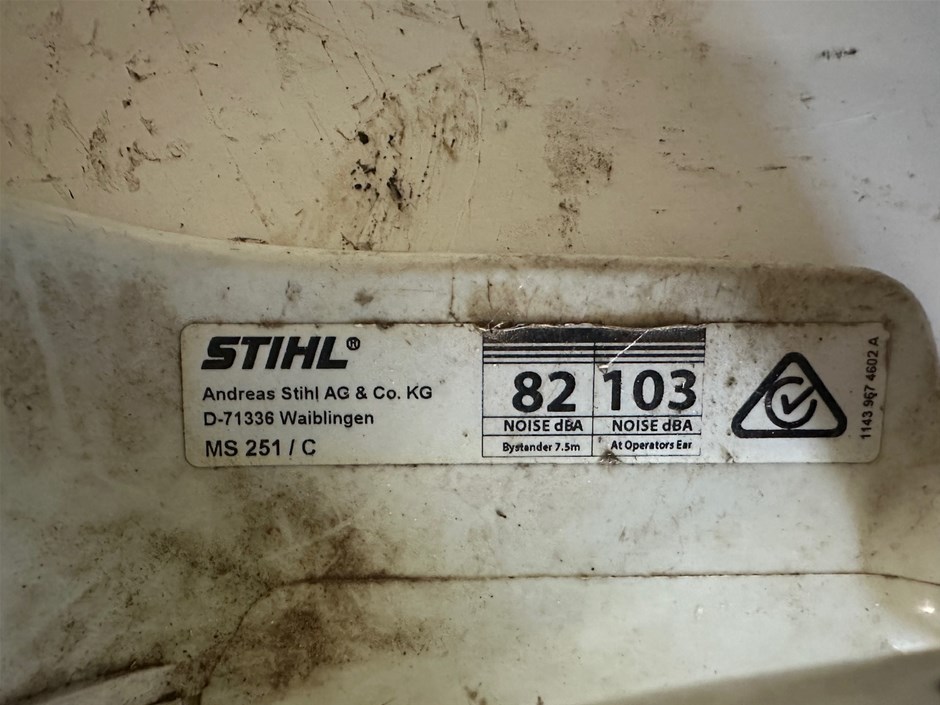 STIHL®
Andreas Stihl AG & Co. KG
D-71336 Waiblingen
MS 251 / C
82 103
NOISE dBA NOISE dBA
Bystander 7.5m At Operators Ear
1143 967 4602 A